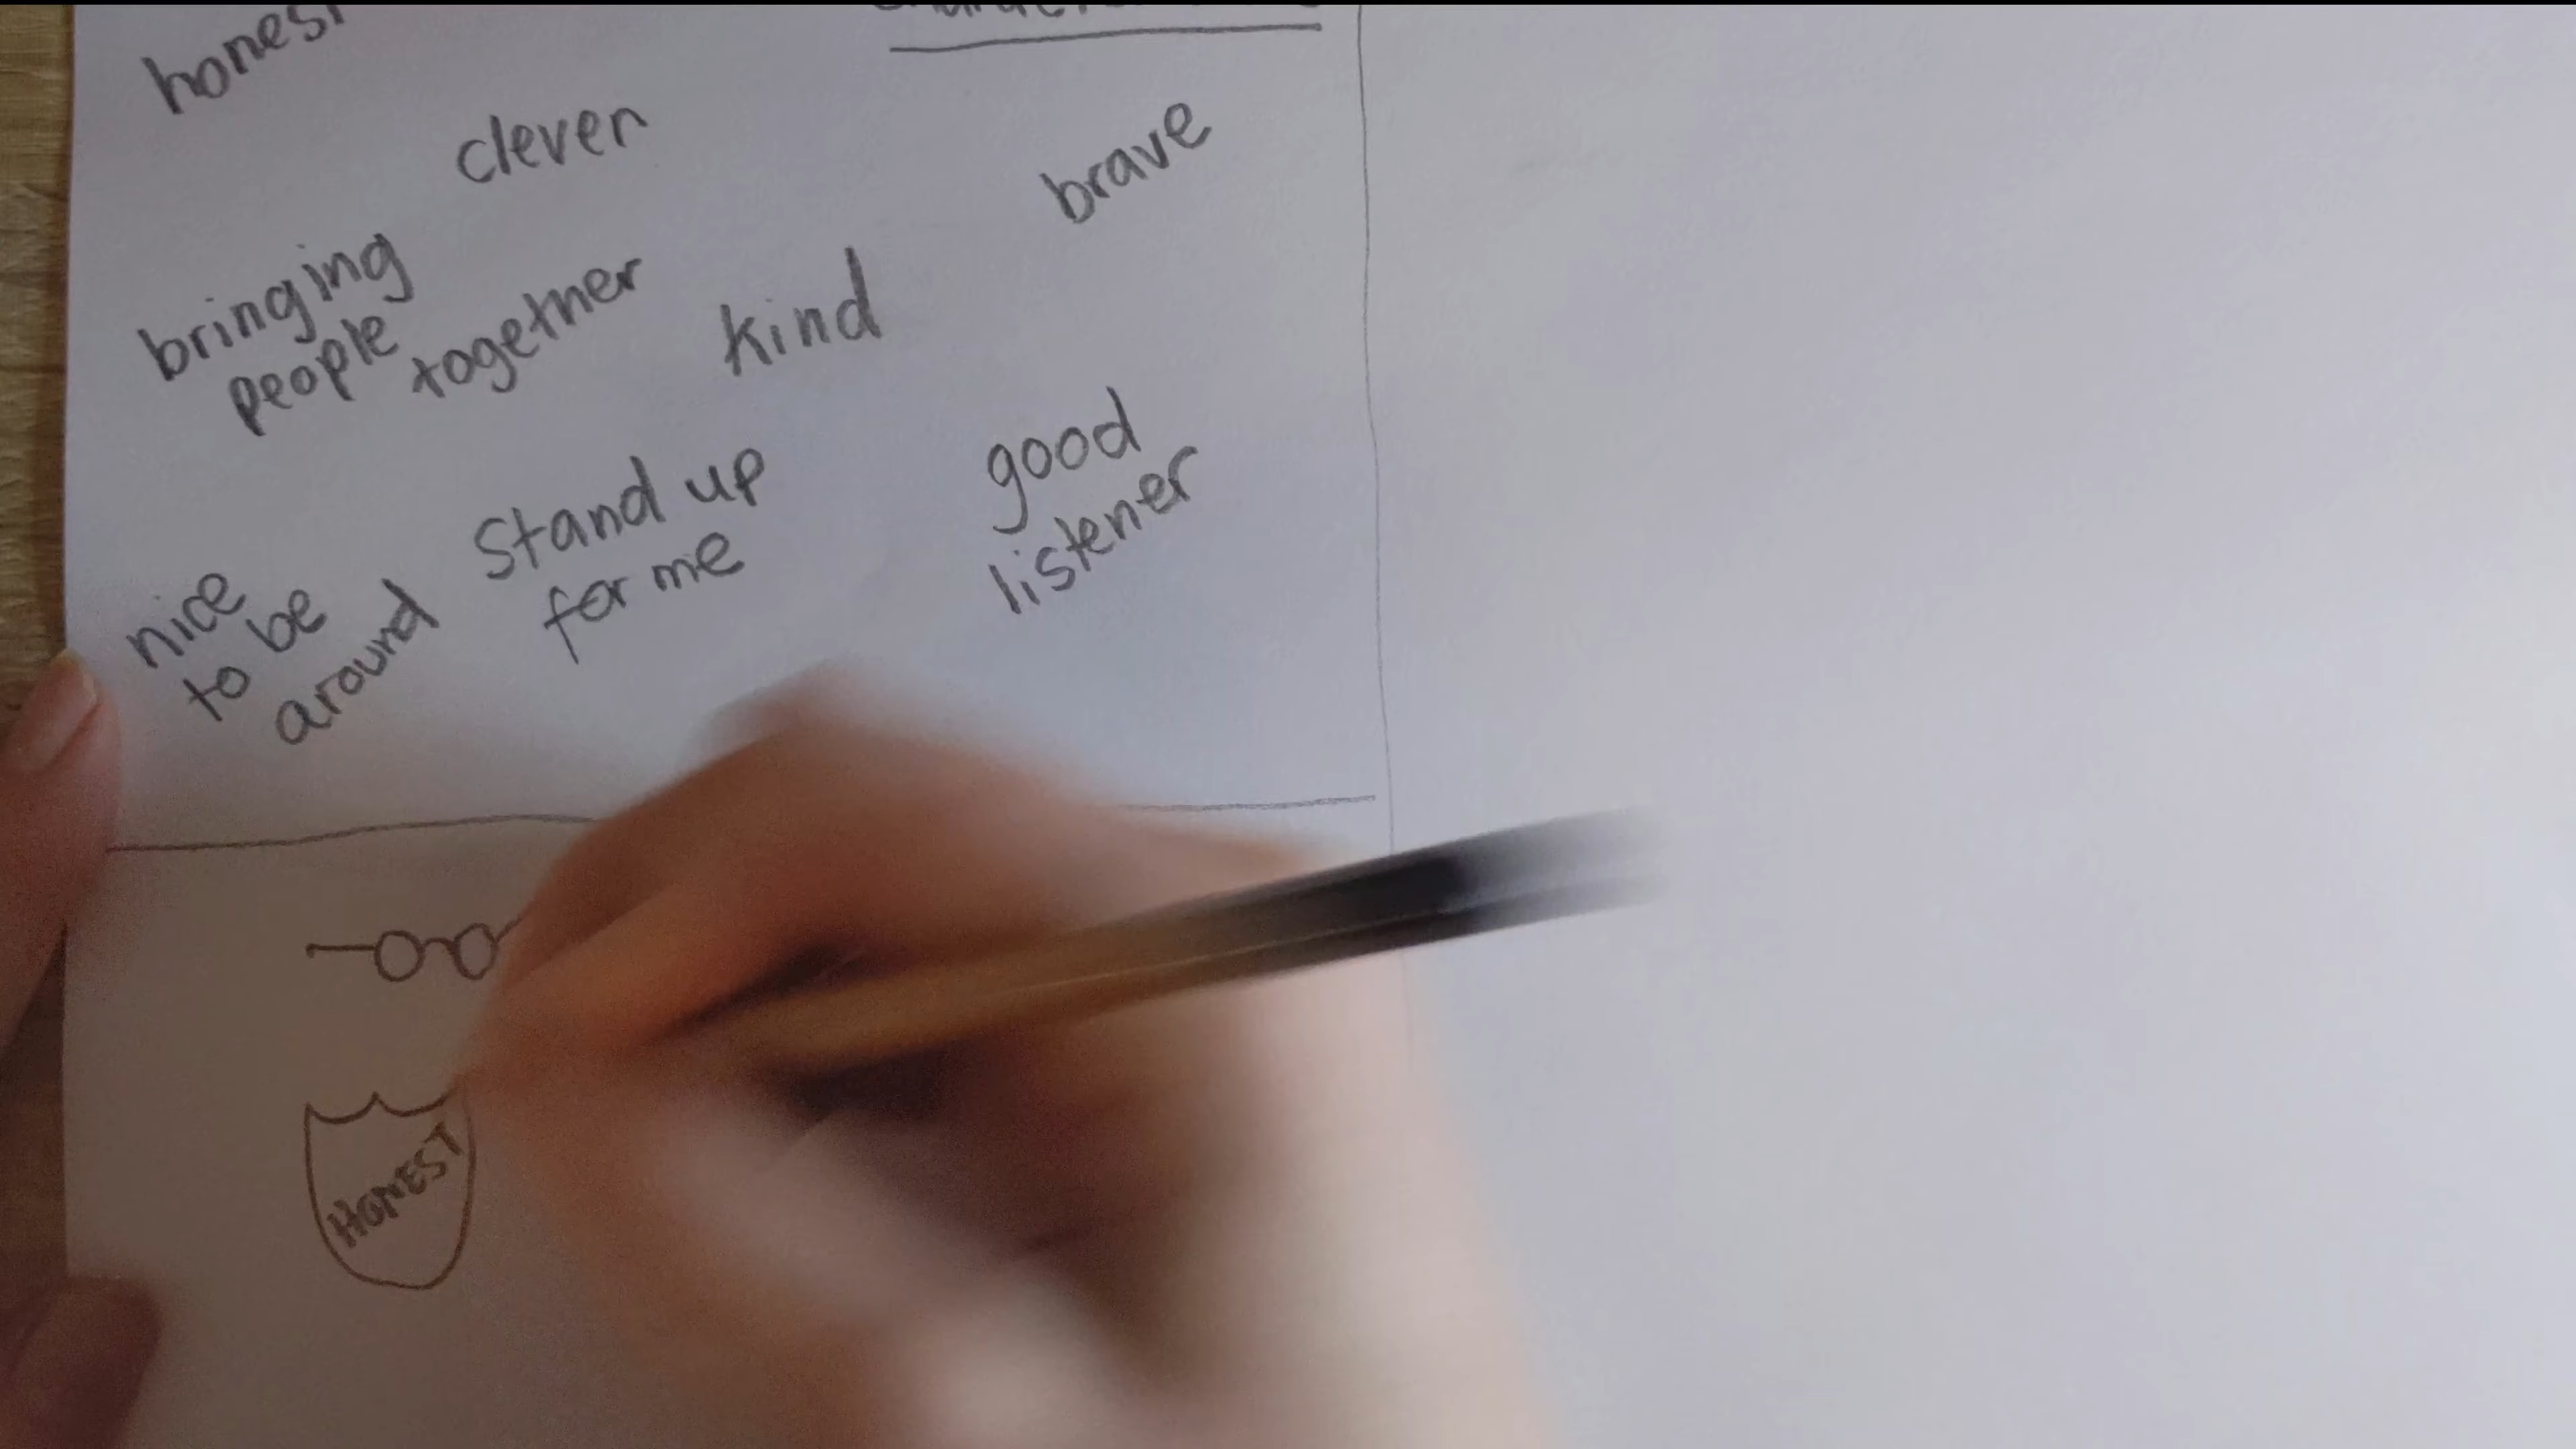 clever
brave
bringing
people together
kind
Stand up
for me
good
listener
nice
to be
around
HONEST